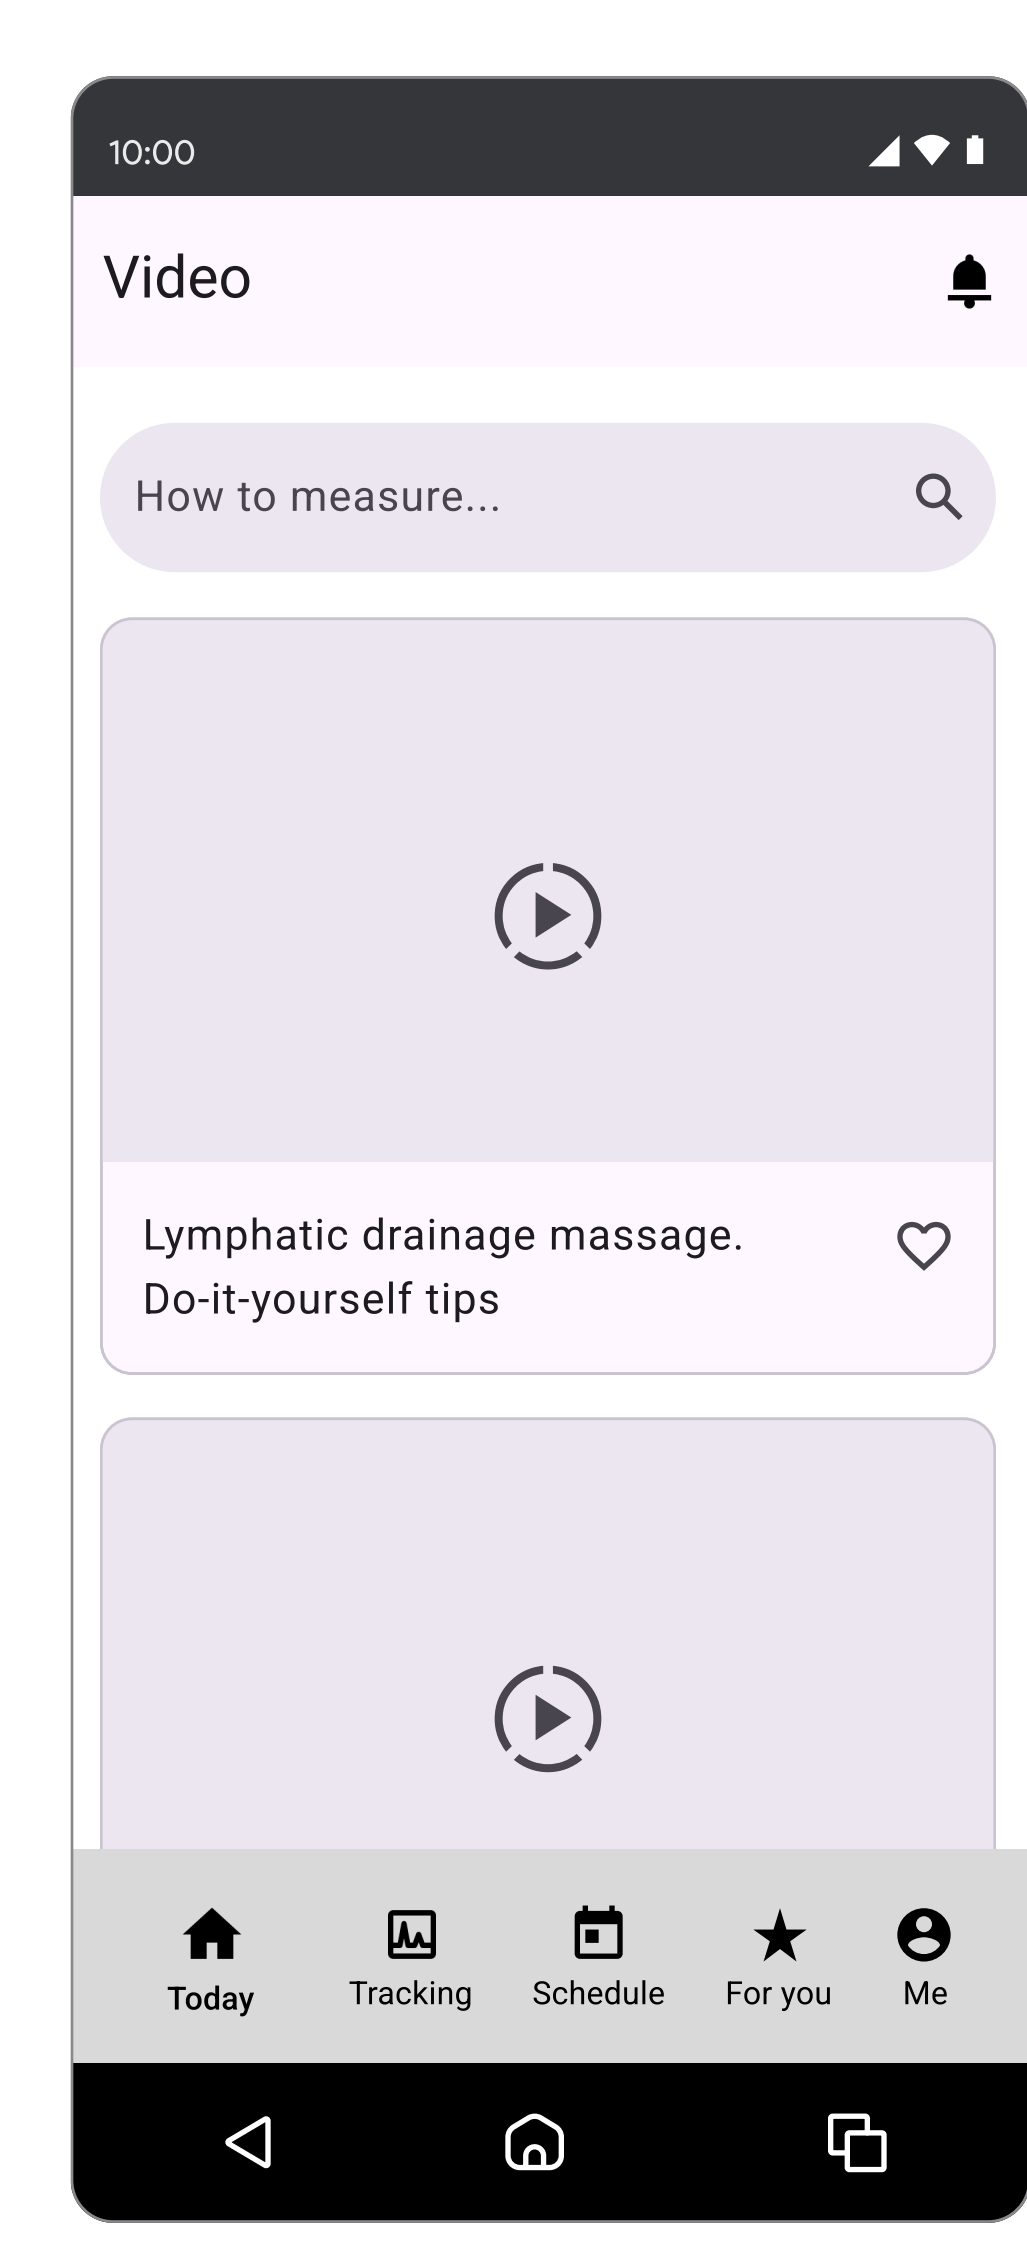 10:00
Video
How to measure...
Lymphatic drainage massage.
Do-it-yourself tips
Today
Tracking
Schedule
For you
Me